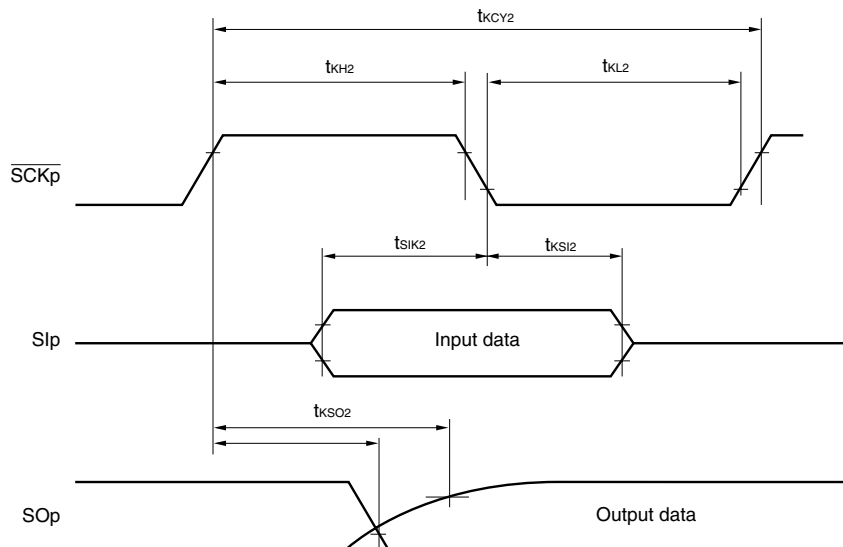 tKCY2
tKH2
tKL2
SCKp
tSIK2
tKSI2
SIp
Input data
tKSO2
SOp
Output data